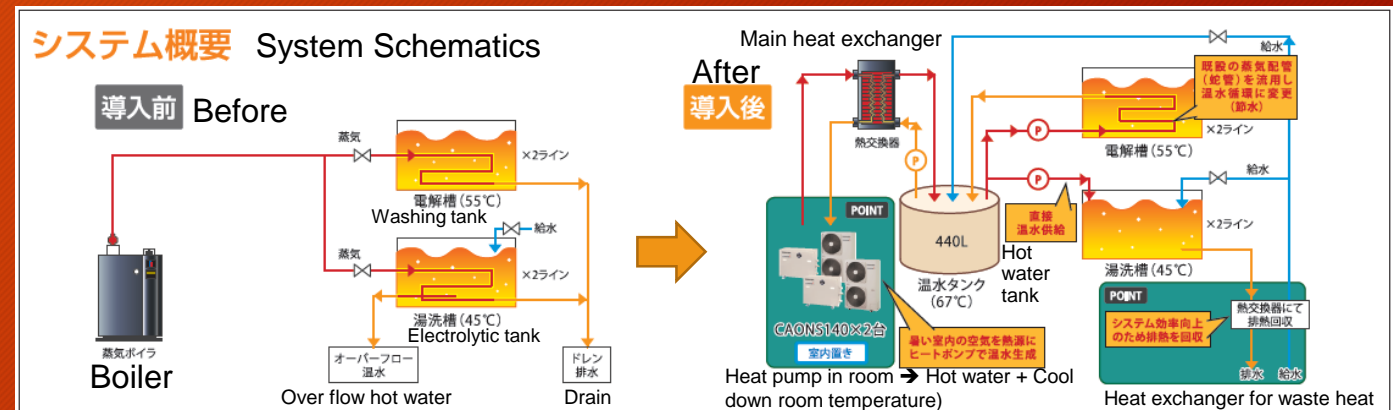 システム概要 System Schematics
導入前 Before
蒸気
×2ライン
電解槽(55℃)
Washing tank
給水
蒸気
×2ライン
湯洗槽(45℃)
Electrolytic tank
蒸気ボイラ
Boiler
オーバーフロー
温水
Over flow hot water
ドレン
排水
Drain
After
導入後
Main heat exchanger
熱交換器
P
POINT
CAONS140×2台
室内置き
暑い室内の空気を熱源に
ヒートポンプで温水生成
Heat pump in room ➔ Hot water + Cool
down room temperature)
440L
温水タンク
(67℃)
Hot
water
tank
P
P
直接
温水供給
給水
既設の蒸気配管
(蛇管)を流用し
温水循環に変更
(節水)
×2ライン
電解槽(55℃)
給水
×2ライン
湯洗槽(45℃)
POINT
システム効率向上
のため排熱を回収
熱交換器にて
排熱回収
排水
給水
Heat exchanger for waste heat